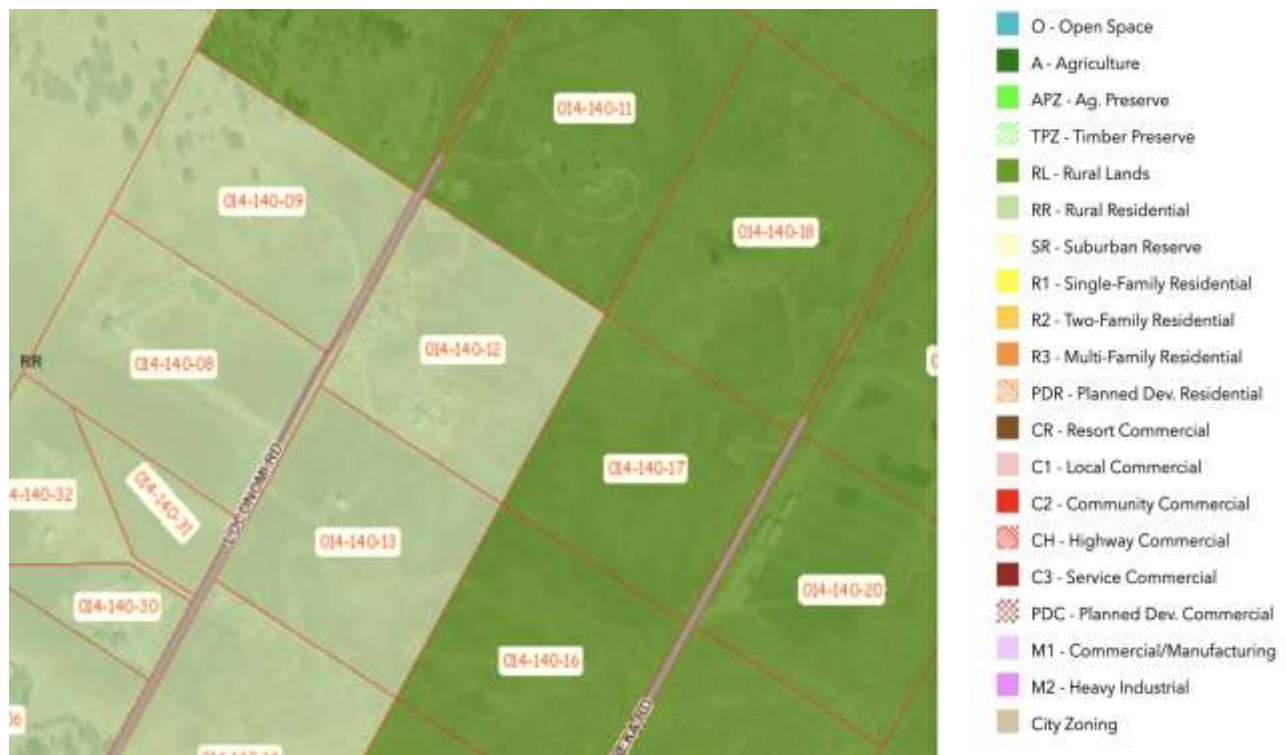 014-140-11
014-140-09
014-140-18
014-140-12
RR
014-140-08
014-140-17
4-140-32
014-140-31
LOCONOMI RD
014-140-13
014-140-20
014-140-30
014-140-16
ERA RD
O - Open Space
A - Agriculture
APZ - Ag. Preserve
TPZ - Timber Preserve
RL - Rural Lands
RR - Rural Residential
SR - Suburban Reserve
R1 - Single-Family Residential
R2 - Two-Family Residential
R3 - Multi-Family Residential
PDR - Planned Dev. Residential
CR - Resort Commercial
C1 - Local Commercial
C2 - Community Commercial
CH - Highway Commercial
C3 - Service Commercial
PDC - Planned Dev. Commercial
M1 - Commercial/Manufacturing
M2 - Heavy Industrial
City Zoning